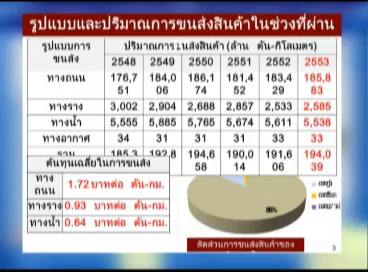 รูปแบบและปริมาณการขนส่งสินค้าในช่วงที่ผ่าน
รูปแบบการขนส่ง ปริมาณการขนส่งสินค้า (ล้าน ตัน-กิโลเมตร)
2548 2549 2550 2551 2552 2553
ทางถนน 176,751 184,006 186,174 181,452 184,329 185,883
ทางราง 3,002 2,904 2,688 2,857 2,533 2,585
ทางน้ำ 5,555 5,885 5,765 5,674 5,611 5,538
ทางอากาศ 34 31 31 31 33 33
รวม 194,658 190,014 191,606 194,039
ต้นทุนเฉลี่ยในการขนส่ง
ทางถนน 1.72 บาทต่อ ตัน-กม.
ทางราง 0.93 บาทต่อ ตัน-กม.
ทางน้ำ 0.64 บาทต่อ ตัน-กม.
สัดส่วนการขนส่งสินค้าของ
3